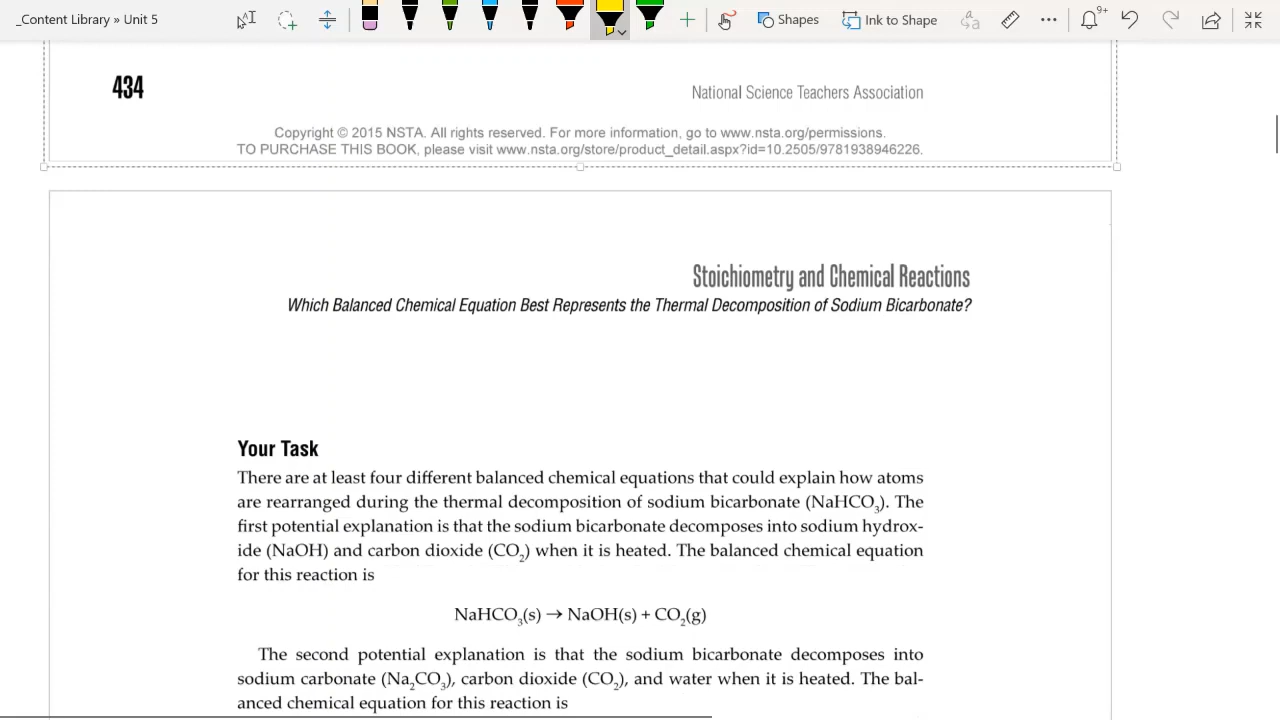 _Content Library » Unit 5
Shapes
Ink to Shape
9+
434
National Science Teachers Association
Copyright © 2015 NSTA. All rights reserved. For more information, go to www.nsta.org/permissions.
TO PURCHASE THIS BOOK, please visit www.nsta.org/store/product_detail.aspx?id=10.2505/9781938946226.
Stoichiometry and Chemical Reactions
Which Balanced Chemical Equation Best Represents the Thermal Decomposition of Sodium Bicarbonate?
Your Task
There are at least four different balanced chemical equations that could explain how atoms
are rearranged during the thermal decomposition of sodium bicarbonate (NaHCO₃). The
first potential explanation is that the sodium bicarbonate decomposes into sodium hydrox-
ide (NaOH) and carbon dioxide (CO₂) when it is heated. The balanced chemical equation
for this reaction is
NaHCO₃(s) → NaOH(s) + CO₂(g)
The second potential explanation is that the sodium bicarbonate decomposes into
sodium carbonate (Na₂CO₃), carbon dioxide (CO₂), and water when it is heated. The bal-
anced chemical equation for this reaction is